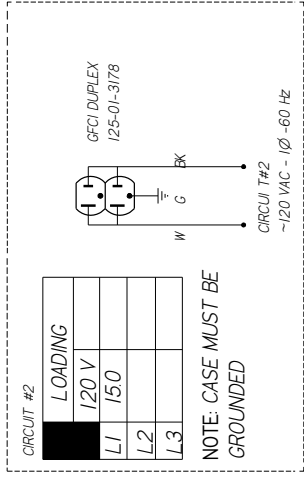 CIRCUIT #2
LOADING
120 V
L1 15.0
L2
L3
NOTE: CASE MUST BE
GROUNDED
GFCI DUPLEX
125-01-3178
W G BK
CIRCUI T#2
~120 VAC - 1Ø -60 Hz